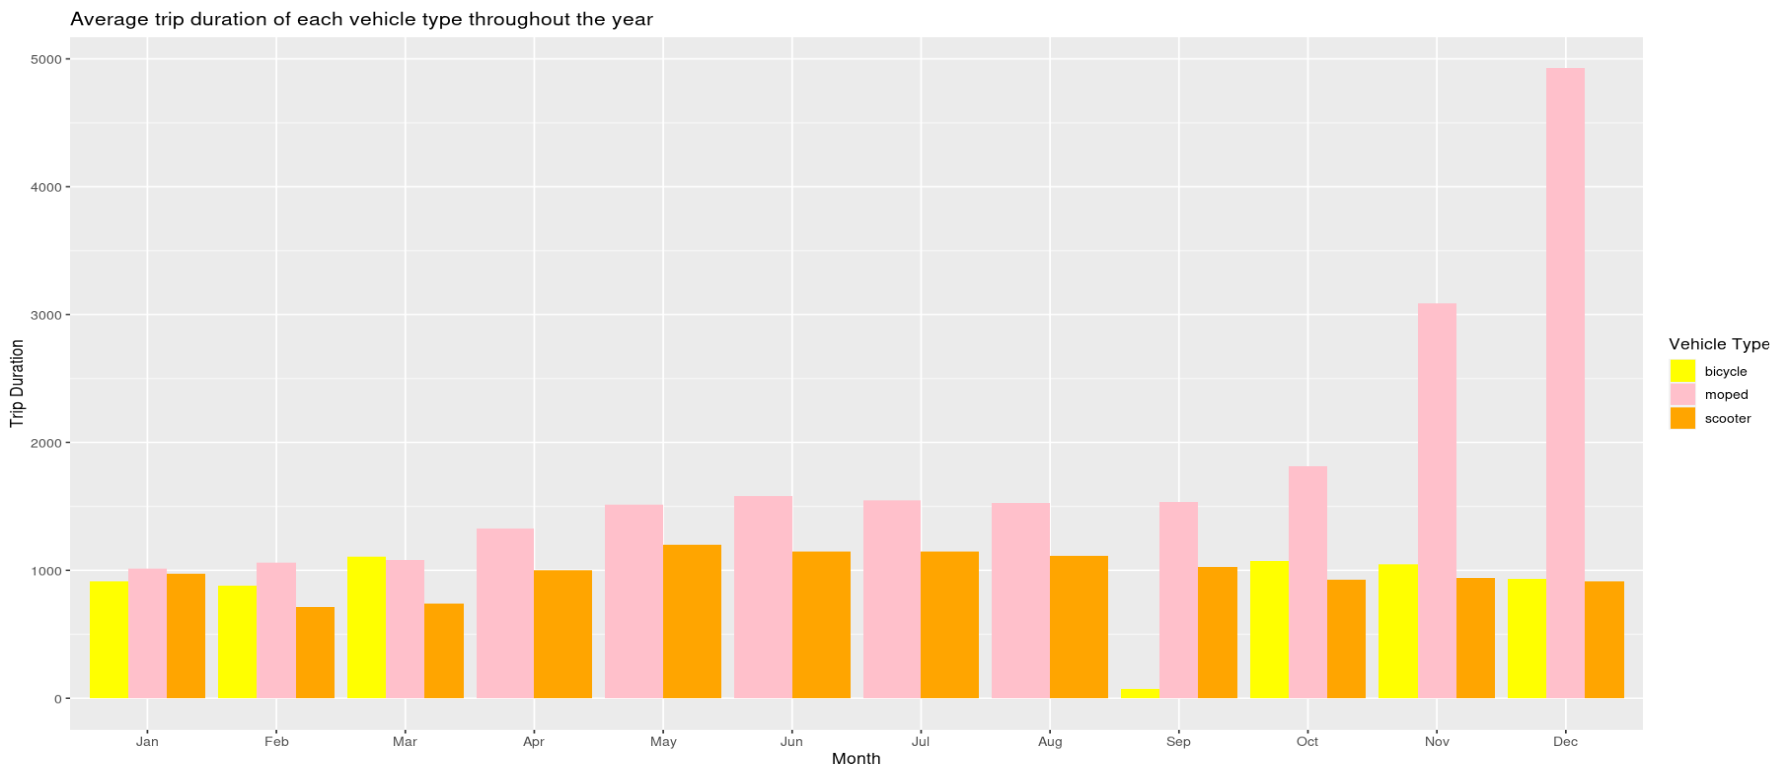 Average trip duration of each vehicle type throughout the year
5000
4000
3000
2000
1000
0
Trip Duration
Jan Feb Mar Apr May Jun Jul Aug Sep Oct Nov Dec
Month
Vehicle Type
bicycle
moped
scooter